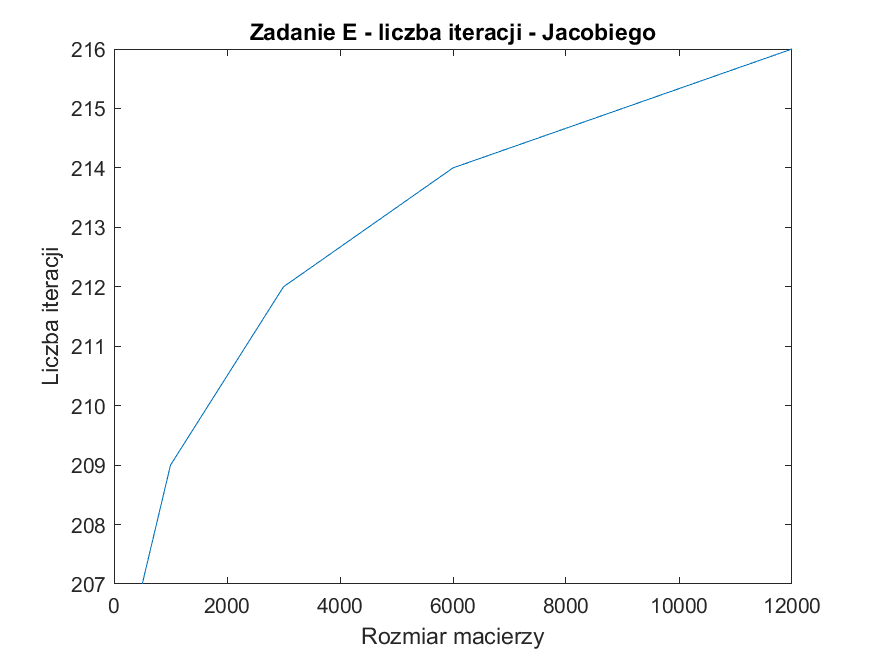 Zadanie E - liczba iteracji - Jacobiego
216
215
214
213
212
211
210
209
208
207
Liczba iteracji
0 2000 4000 6000 8000 10000 12000
Rozmiar macierzy